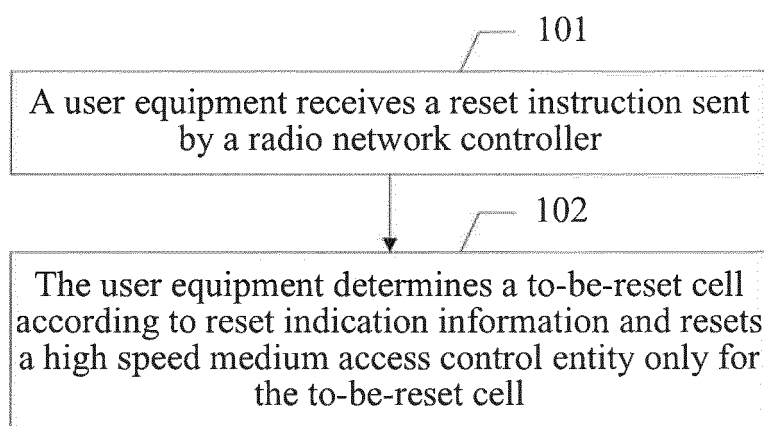 101
A user equipment receives a reset instruction sent
by a radio network controller
102
The user equipment determines a to-be-reset cell
according to reset indication information and resets
a high speed medium access control entity only for
the to-be-reset cell